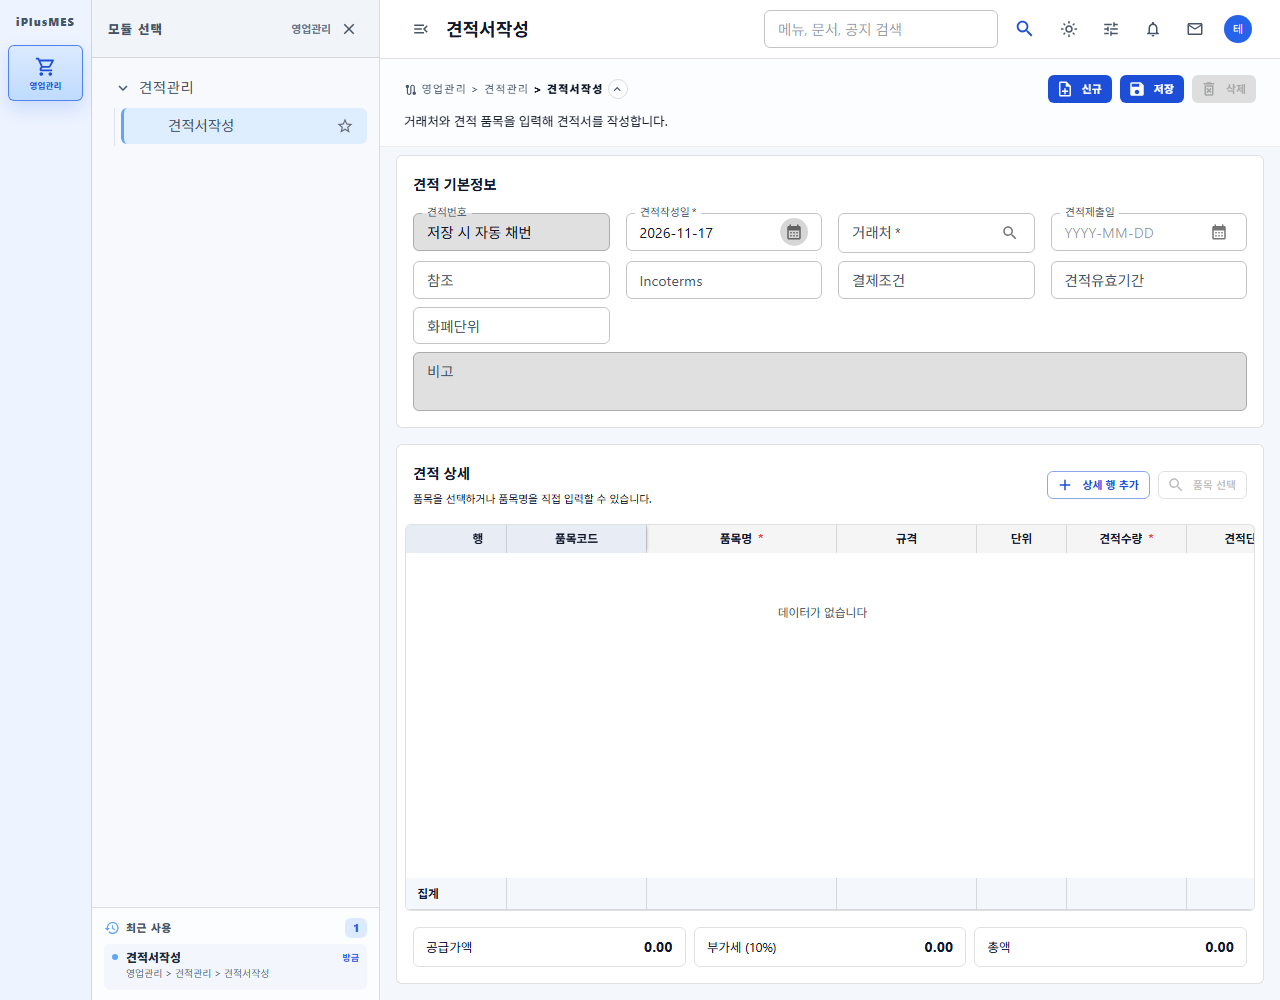 iPlusMES
영업관리
모듈 선택
영업관리
견적관리
견적서작성
최근 사용
1
견적서작성
방금
영업관리 > 견적관리 > 견적서작성
견적서작성
메뉴, 문서, 공지 검색
테
영업관리 > 견적관리 > 견적서작성
신규
저장
삭제
거래처와 견적 품목을 입력해 견적서를 작성합니다.
견적 기본정보
견적번호
저장 시 자동 채번
견적작성일 *
2026-11-17
거래처 *
견적제출일
YYYY-MM-DD
참조
Incoterms
결제조건
견적유효기간
화폐단위
비고
견적 상세
품목을 선택하거나 품목명을 직접 입력할 수 있습니다.
상세 행 추가
품목 선택
행
품목코드
품목명 *
규격
단위
견적수량 *
견적단
데이터가 없습니다
집계
공급가액
0.00
부가세 (10%)
0.00
총액
0.00